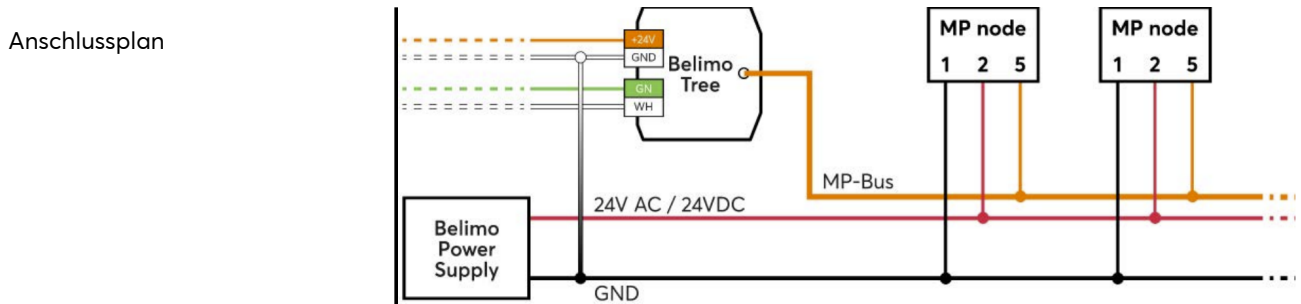 Anschlussplan
+24V
GND
GN
WH
Belimo
Tree
MP node
1 2 5
MP node
1 2 5
MP-Bus
24V AC / 24VDC
Belimo
Power
Supply
GND